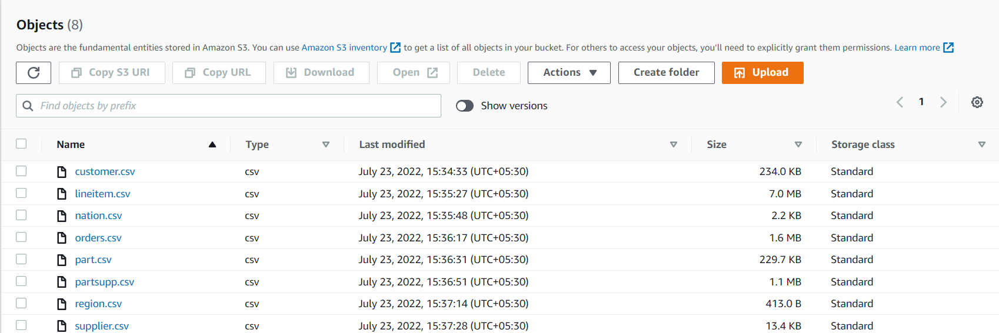 Objects (8)
Objects are the fundamental entities stored in Amazon S3. You can use Amazon S3 inventory to get a list of all objects in your bucket. For others to access your objects, you'll need to explicitly grant them permissions. Learn more
Copy S3 URI Copy URL Download Open Delete Actions Create folder Upload
Find objects by prefix Show versions 1
Name Type Last modified Size Storage class
customer.csv csv July 23, 2022, 15:34:33 (UTC+05:30) 234.0 KB Standard
lineitem.csv csv July 23, 2022, 15:35:27 (UTC+05:30) 7.0 MB Standard
nation.csv csv July 23, 2022, 15:35:48 (UTC+05:30) 2.2 KB Standard
orders.csv csv July 23, 2022, 15:36:17 (UTC+05:30) 1.6 MB Standard
part.csv csv July 23, 2022, 15:36:31 (UTC+05:30) 229.7 KB Standard
partsupp.csv csv July 23, 2022, 15:36:51 (UTC+05:30) 1.1 MB Standard
region.csv csv July 23, 2022, 15:37:14 (UTC+05:30) 413.0 B Standard
supplier.csv csv July 23, 2022, 15:37:28 (UTC+05:30) 13.4 KB Standard